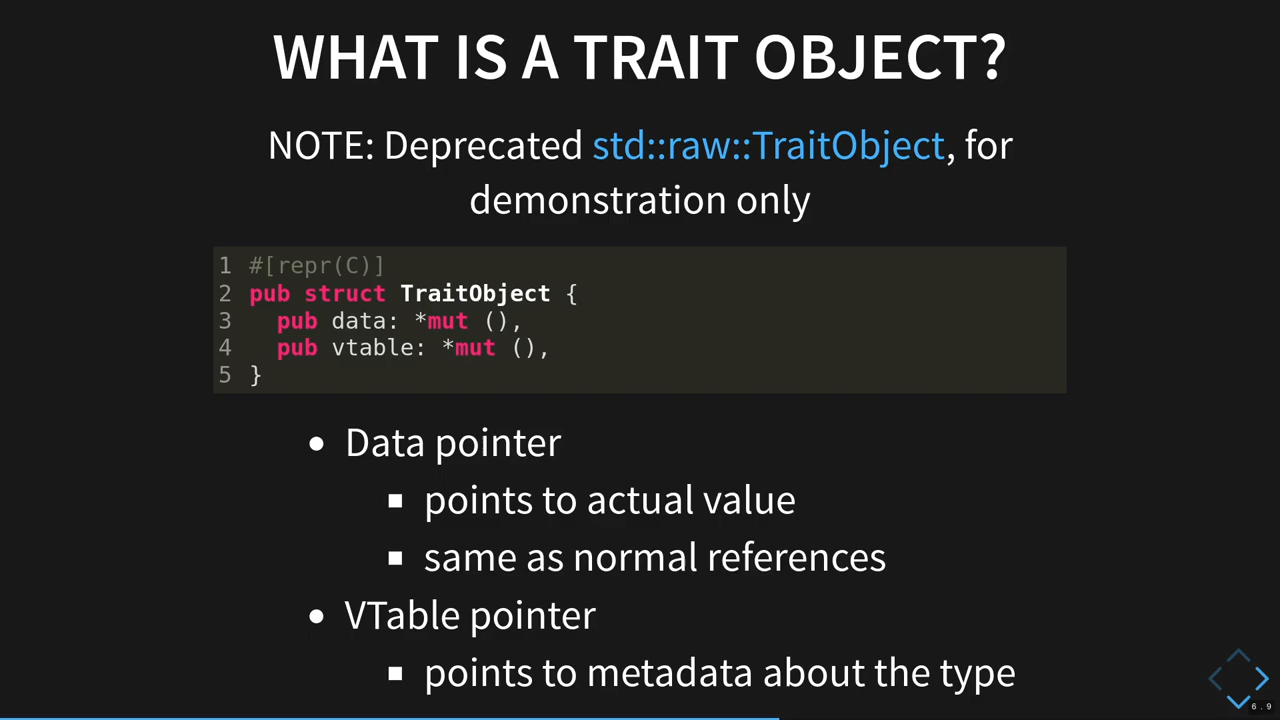 WHAT IS A TRAIT OBJECT?
NOTE: Deprecated std::raw::TraitObject, for
demonstration only
1 #[repr(C)]
2 pub struct TraitObject {
3   pub data: *mut (),
4   pub vtable: *mut (),
5 }
• Data pointer
▪ points to actual value
▪ same as normal references
• VTable pointer
▪ points to metadata about the type
6.9